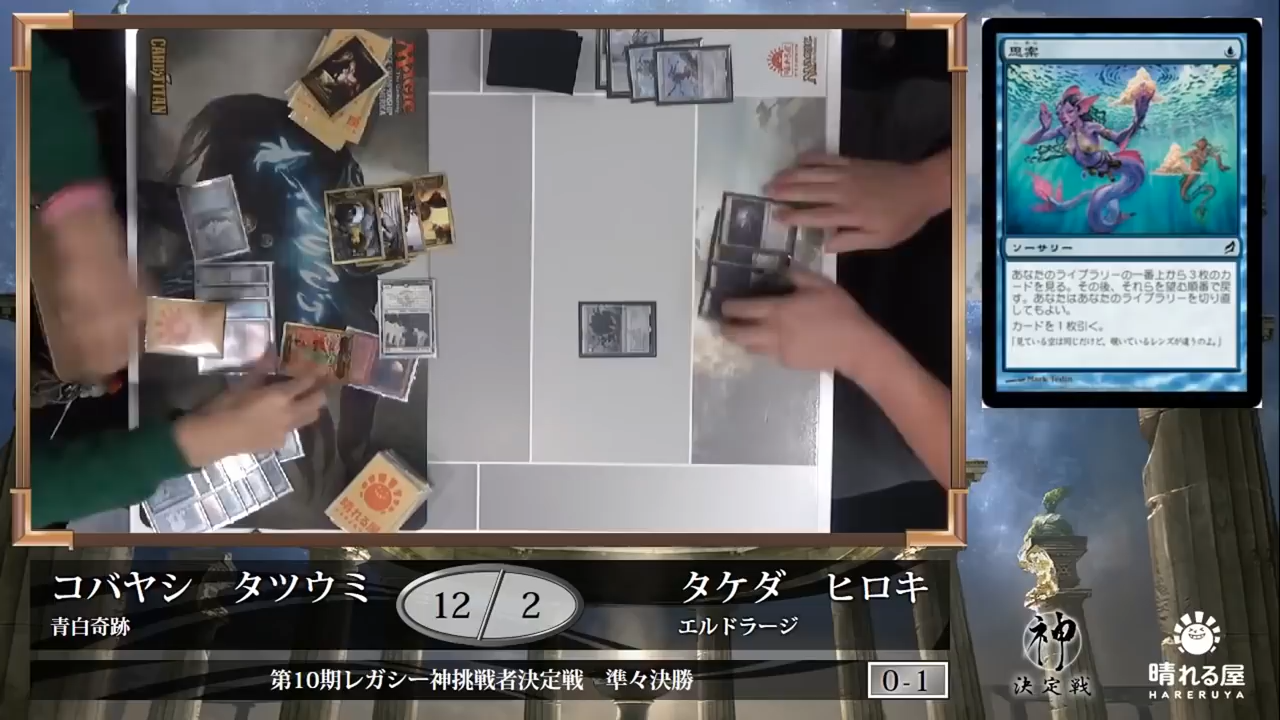 CARD TITAN
MAGIC
思案
ソーサリー
あなたのライブラリーの一番上から3枚のカ
ードを見る。その後、それらを望む順番で戻
す。あなたはあなたのライブラリーを切り直
してもよい。
カードを1枚引く。
「見ている空は同じだけど、覗いているレンズが違うのよ。」
Mark Tedin
晴れる屋
コバヤシ タツウミ
12 / 2
タケダ ヒロキ
青白奇跡
エルドラージ
第10期レガシー神挑戦者決定戦 準々決勝
0-1
神
決定戦
晴れる屋
HARERUYA